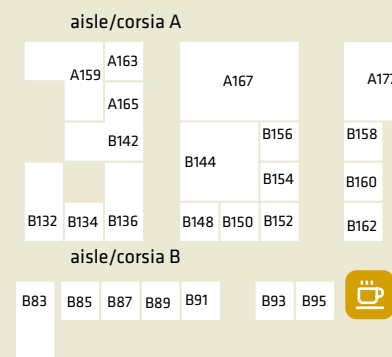 aisle/corsia A
A163
A159
A167
A177
A165
B142
B156
B158
B144
B154
B160
B132
B134
B136
B148
B150
B152
B162
aisle/corsia B
B83
B85
B87
B89
B91
B93
B95